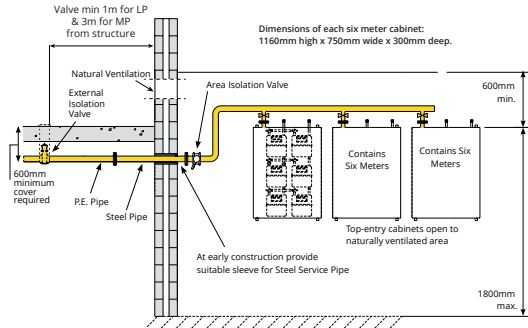 Valve min 1m for LP
& 3m for MP
from structure
Dimensions of each six meter cabinet:
1160mm high x 750mm wide x 300mm deep.
Natural Ventilation
External
Isolation
Valve
Area Isolation Valve
600mm
min.
600mm
minimum
cover
required
P.E. Pipe
Steel Pipe
Contains
Six Meters
Contains Six
Meters
Top-entry cabinets open to
naturally ventilated area
At early construction provide
suitable sleeve for Steel Service Pipe
1800mm
max.